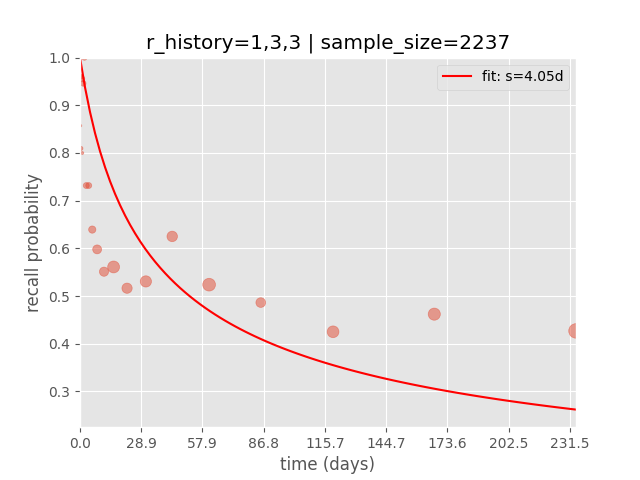 r_history=1,3,3 | sample_size=2237
fit: s=4.05d
recall probability
1.0
0.9
0.8
0.7
0.6
0.5
0.4
0.3
0.0 28.9 57.9 86.8 115.7 144.7 173.6 202.5 231.5
time (days)